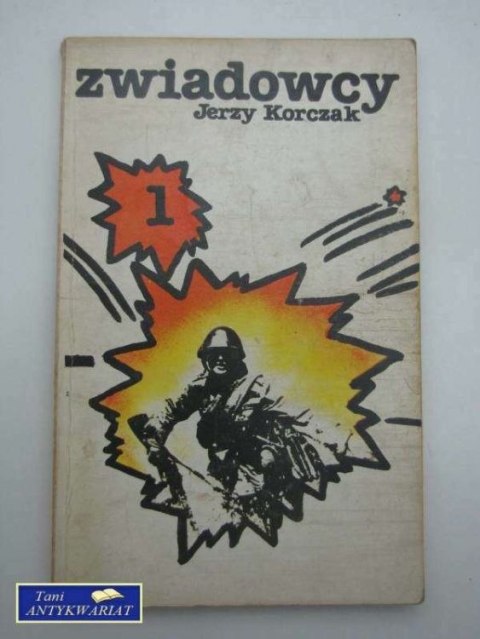 zwiadowcy
Jerzy Korczak
1
Tani
ANTYKWARIAT